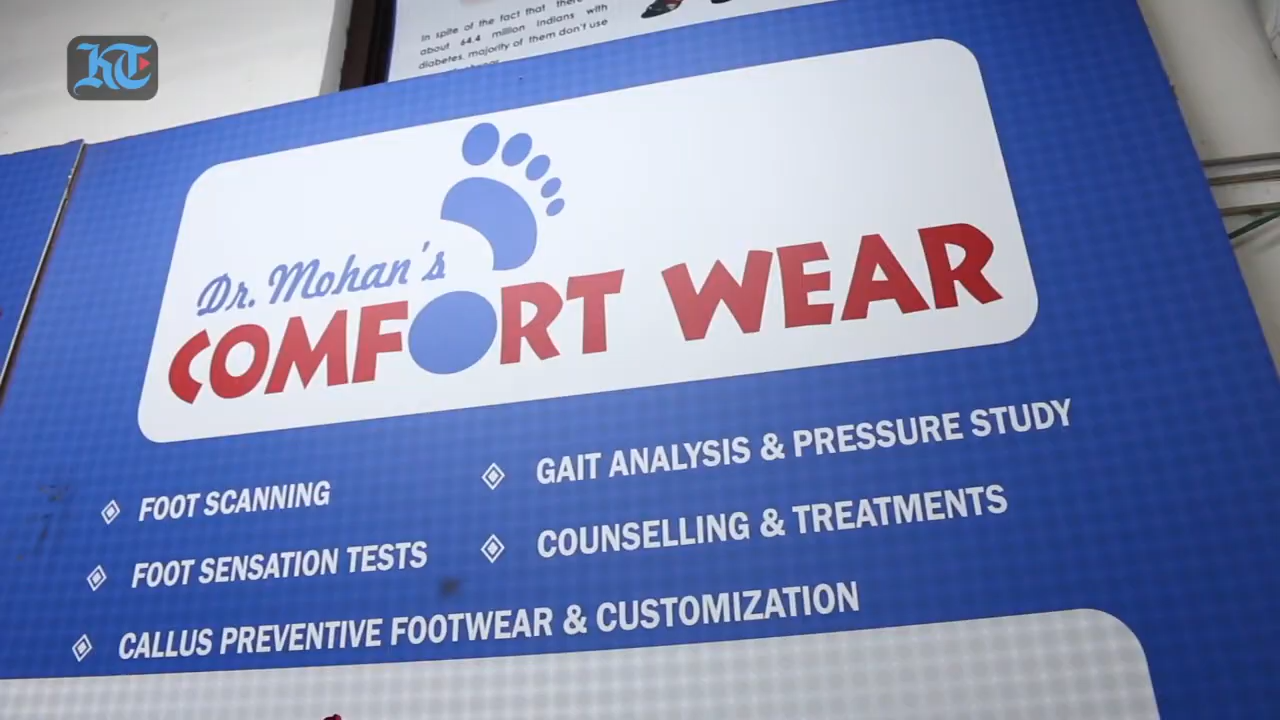 KT
In spite of the fact that there
about 64.4 million Indians with
diabetes, majority of them don't use
Dr. Mohan's
COMFORT WEAR
FOOT SCANNING
GAIT ANALYSIS & PRESSURE STUDY
FOOT SENSATION TESTS
COUNSELLING & TREATMENTS
CALLUS PREVENTIVE FOOTWEAR & CUSTOMIZATION